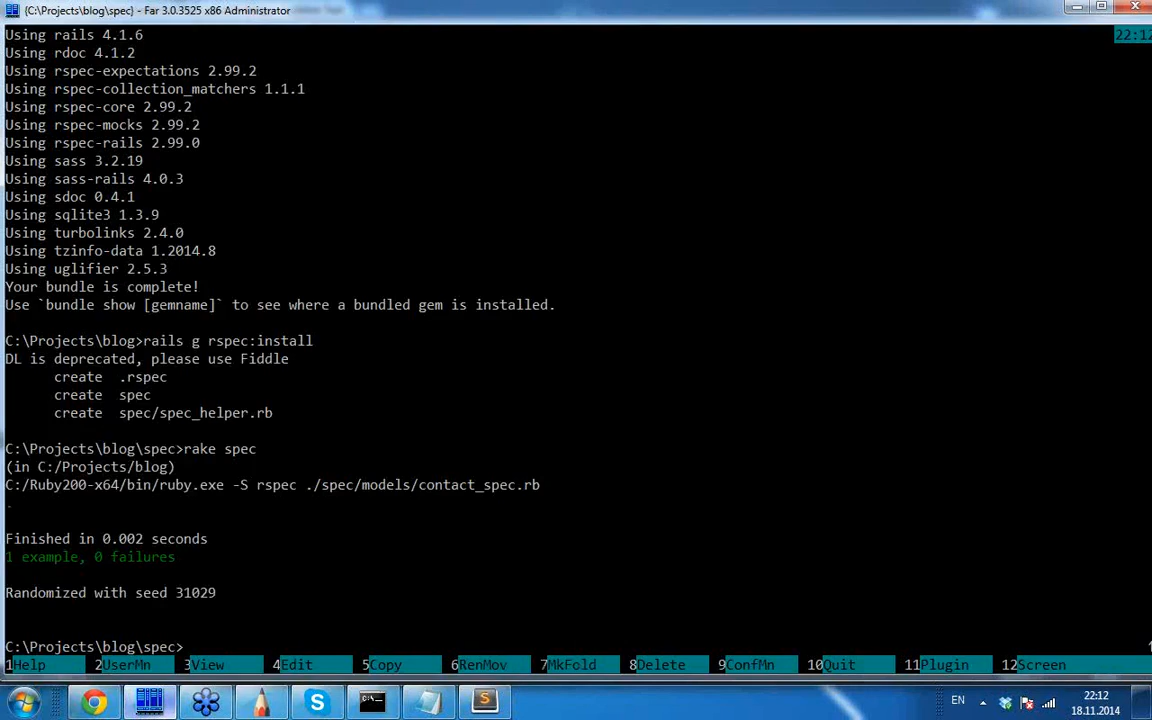 {C:\Projects\blog\spec} - Far 3.0.3525 x86 Administrator
Using rails 4.1.6
22:12
Using rdoc 4.1.2
Using rspec-expectations 2.99.2
Using rspec-collection_matchers 1.1.1
Using rspec-core 2.99.2
Using rspec-mocks 2.99.2
Using rspec-rails 2.99.0
Using sass 3.2.19
Using sass-rails 4.0.3
Using sdoc 0.4.1
Using sqlite3 1.3.9
Using turbolinks 2.4.0
Using tzinfo-data 1.2014.8
Using uglifier 2.5.3
Your bundle is complete!
Use `bundle show [gemname]` to see where a bundled gem is installed.
C:\Projects\blog>rails g rspec:install
DL is deprecated, please use Fiddle
create .rspec
create spec
create spec/spec_helper.rb
C:\Projects\blog\spec>rake spec
(in C:/Projects/blog)
C:/Ruby200-x64/bin/ruby.exe -S rspec ./spec/models/contact_spec.rb
.
Finished in 0.002 seconds
1 example, 0 failures
Randomized with seed 31029
C:\Projects\blog\spec>
1Help 2UserMn 3View 4Edit 5Copy 6RenMov 7MkFold 8Delete 9ConfMn 10Quit 11Plugin 12Screen
EN
22:12
18.11.2014